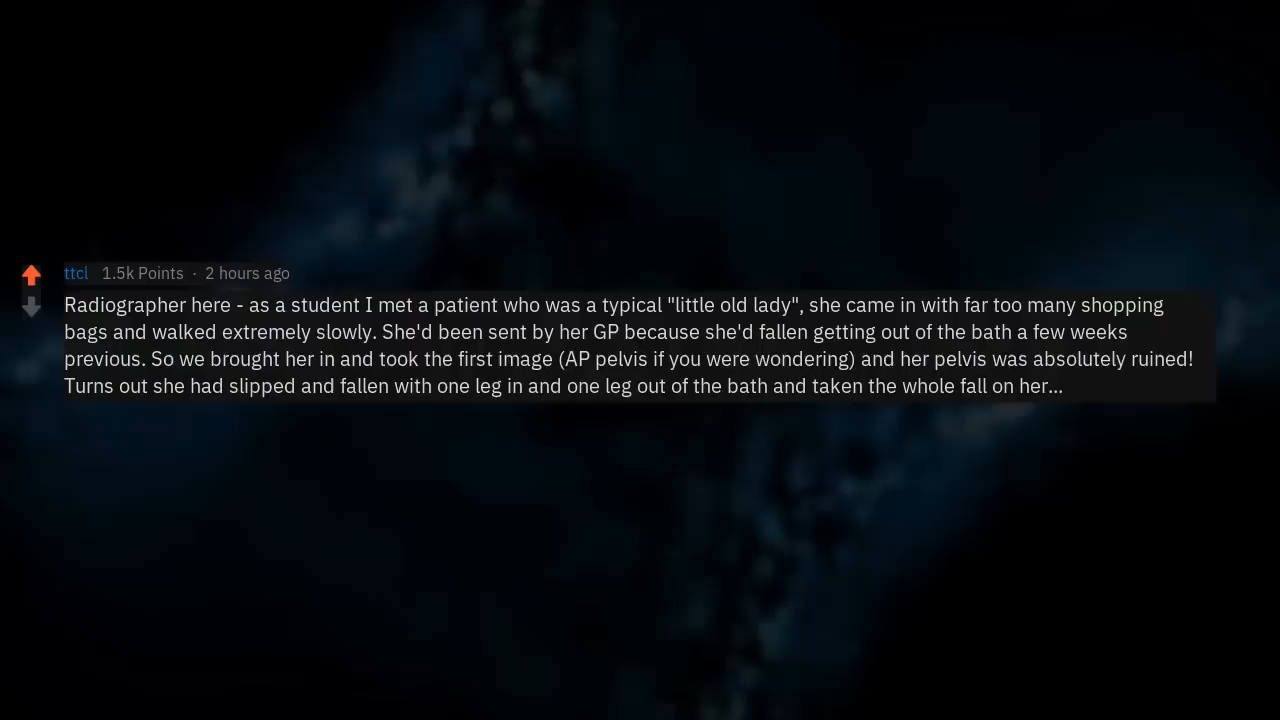 ttcl 1.5k Points · 2 hours ago
Radiographer here - as a student I met a patient who was a typical "little old lady", she came in with far too many shopping
bags and walked extremely slowly. She'd been sent by her GP because she'd fallen getting out of the bath a few weeks
previous. So we brought her in and took the first image (AP pelvis if you were wondering) and her pelvis was absolutely ruined!
Turns out she had slipped and fallen with one leg in and one leg out of the bath and taken the whole fall on her...